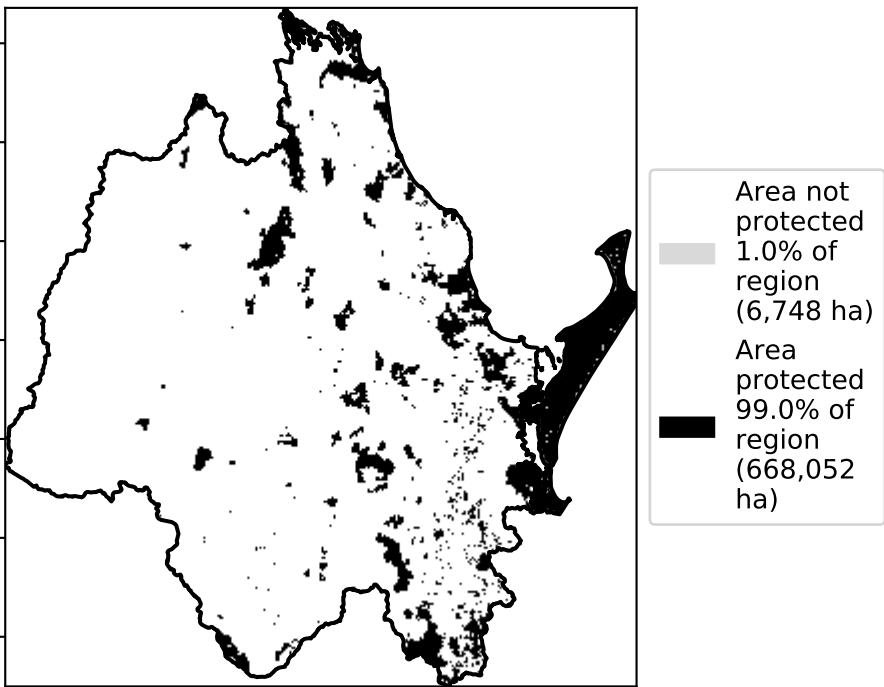 Area not
protected
1.0% of
region
(6,748 ha)
Area
protected
99.0% of
region
(668,052
ha)